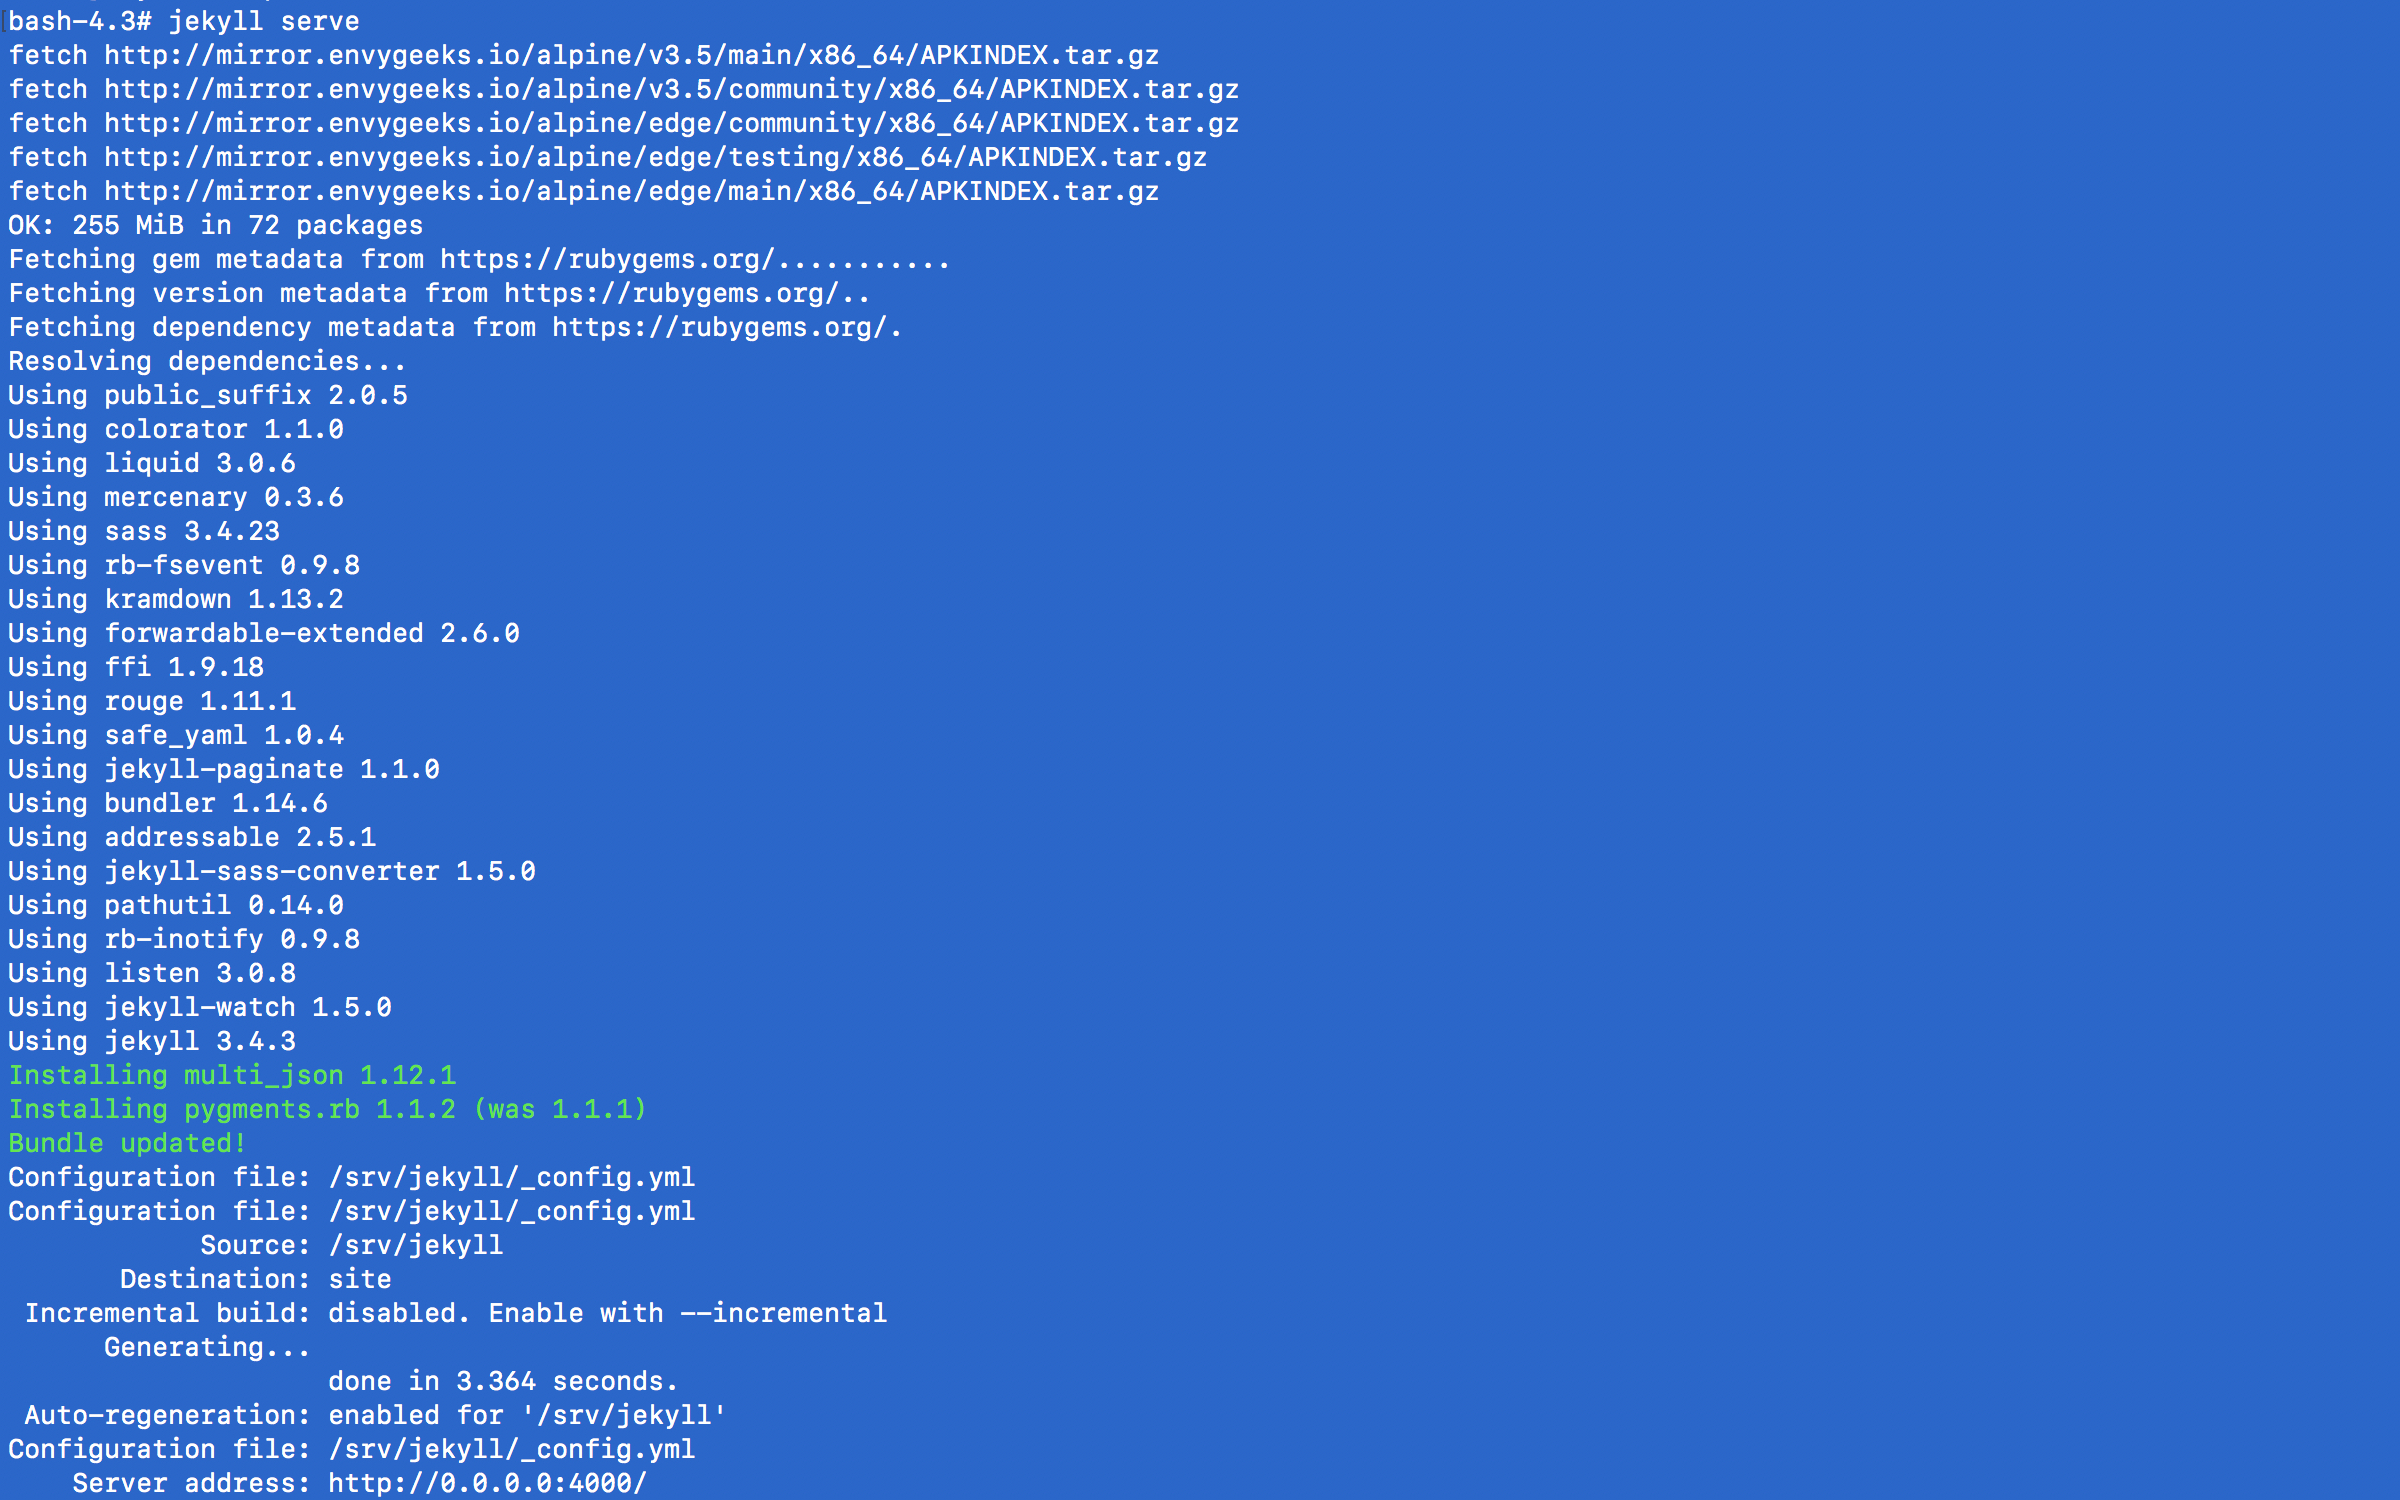 bash-4.3# jekyll serve
fetch http://mirror.envygeeks.io/alpine/v3.5/main/x86_64/APKINDEX.tar.gz
fetch http://mirror.envygeeks.io/alpine/v3.5/community/x86_64/APKINDEX.tar.gz
fetch http://mirror.envygeeks.io/alpine/edge/community/x86_64/APKINDEX.tar.gz
fetch http://mirror.envygeeks.io/alpine/edge/testing/x86_64/APKINDEX.tar.gz
fetch http://mirror.envygeeks.io/alpine/edge/main/x86_64/APKINDEX.tar.gz
OK: 255 MiB in 72 packages
Fetching gem metadata from https://rubygems.org/...........
Fetching version metadata from https://rubygems.org/..
Fetching dependency metadata from https://rubygems.org/.
Resolving dependencies...
Using public_suffix 2.0.5
Using colorator 1.1.0
Using liquid 3.0.6
Using mercenary 0.3.6
Using sass 3.4.23
Using rb-fsevent 0.9.8
Using kramdown 1.13.2
Using forwardable-extended 2.6.0
Using ffi 1.9.18
Using rouge 1.11.1
Using safe_yaml 1.0.4
Using jekyll-paginate 1.1.0
Using bundler 1.14.6
Using addressable 2.5.1
Using jekyll-sass-converter 1.5.0
Using pathutil 0.14.0
Using rb-inotify 0.9.8
Using listen 3.0.8
Using jekyll-watch 1.5.0
Using jekyll 3.4.3
Installing multi_json 1.12.1
Installing pygments.rb 1.1.2 (was 1.1.1)
Bundle updated!
Configuration file: /srv/jekyll/_config.yml
Configuration file: /srv/jekyll/_config.yml
            Source: /srv/jekyll
       Destination: site
 Incremental build: disabled. Enable with --incremental
      Generating...
                    done in 3.364 seconds.
 Auto-regeneration: enabled for '/srv/jekyll'
Configuration file: /srv/jekyll/_config.yml
    Server address: http://0.0.0.0:4000/